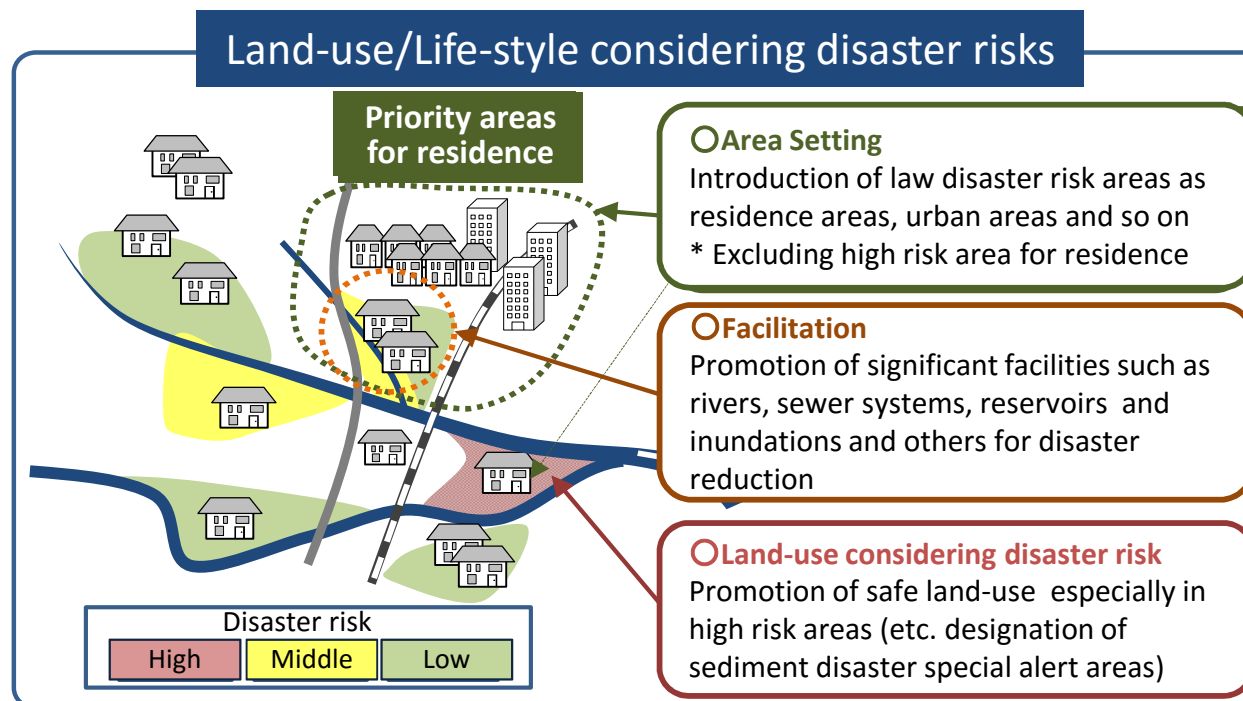 Land-use/Life-style considering disaster risks
Priority areas
for residence
○Area Setting
Introduction of law disaster risk areas as
residence areas, urban areas and so on
* Excluding high risk area for residence
○Facilitation
Promotion of significant facilities such as
rivers, sewer systems, reservoirs and
inundations and others for disaster
reduction
○Land-use considering disaster risk
Promotion of safe land-use especially in
high risk areas (etc. designation of
sediment disaster special alert areas)
Disaster risk
High
Middle
Low